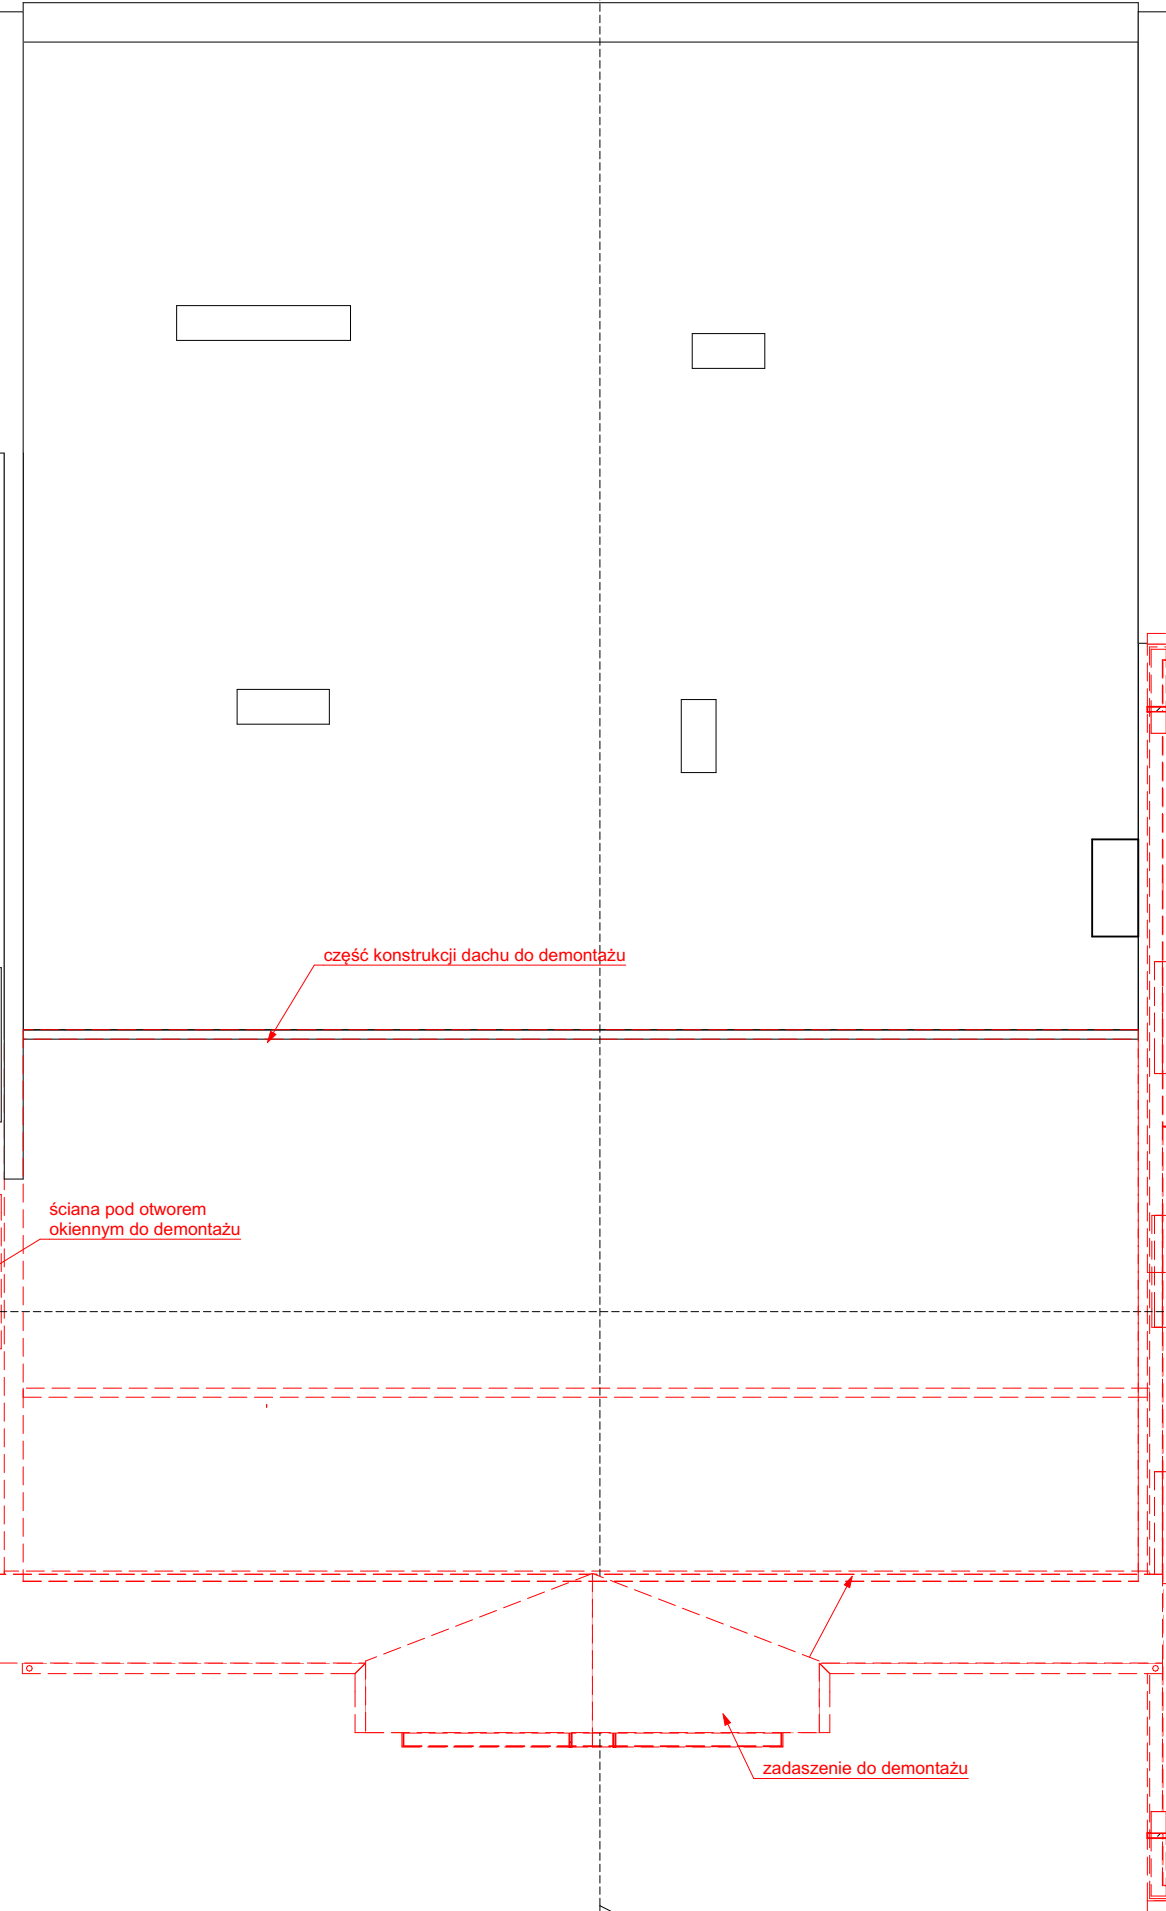 część konstrukcji dachu do demontażu
ściana pod otworem
okiennym do demontażu
zadaszenie do demontażu